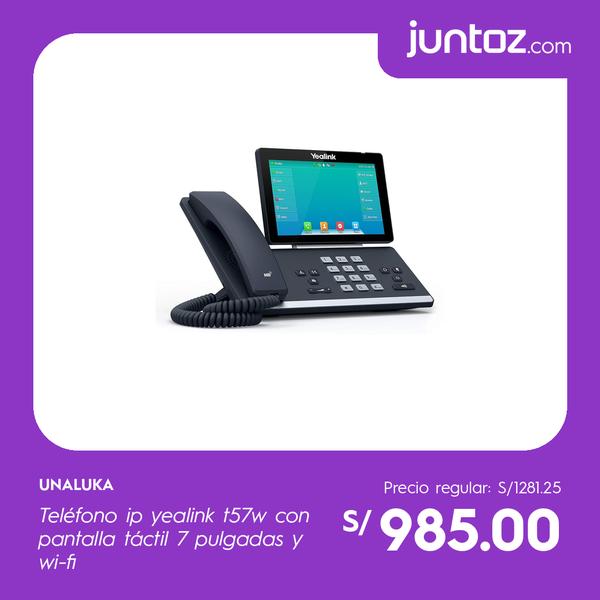 juntoz.com
Yealink
UNALUKA
Teléfono ip yealink t57w con
pantalla táctil 7 pulgadas y
wi-fi
Precio regular: S/1281.25
S/ 985.00